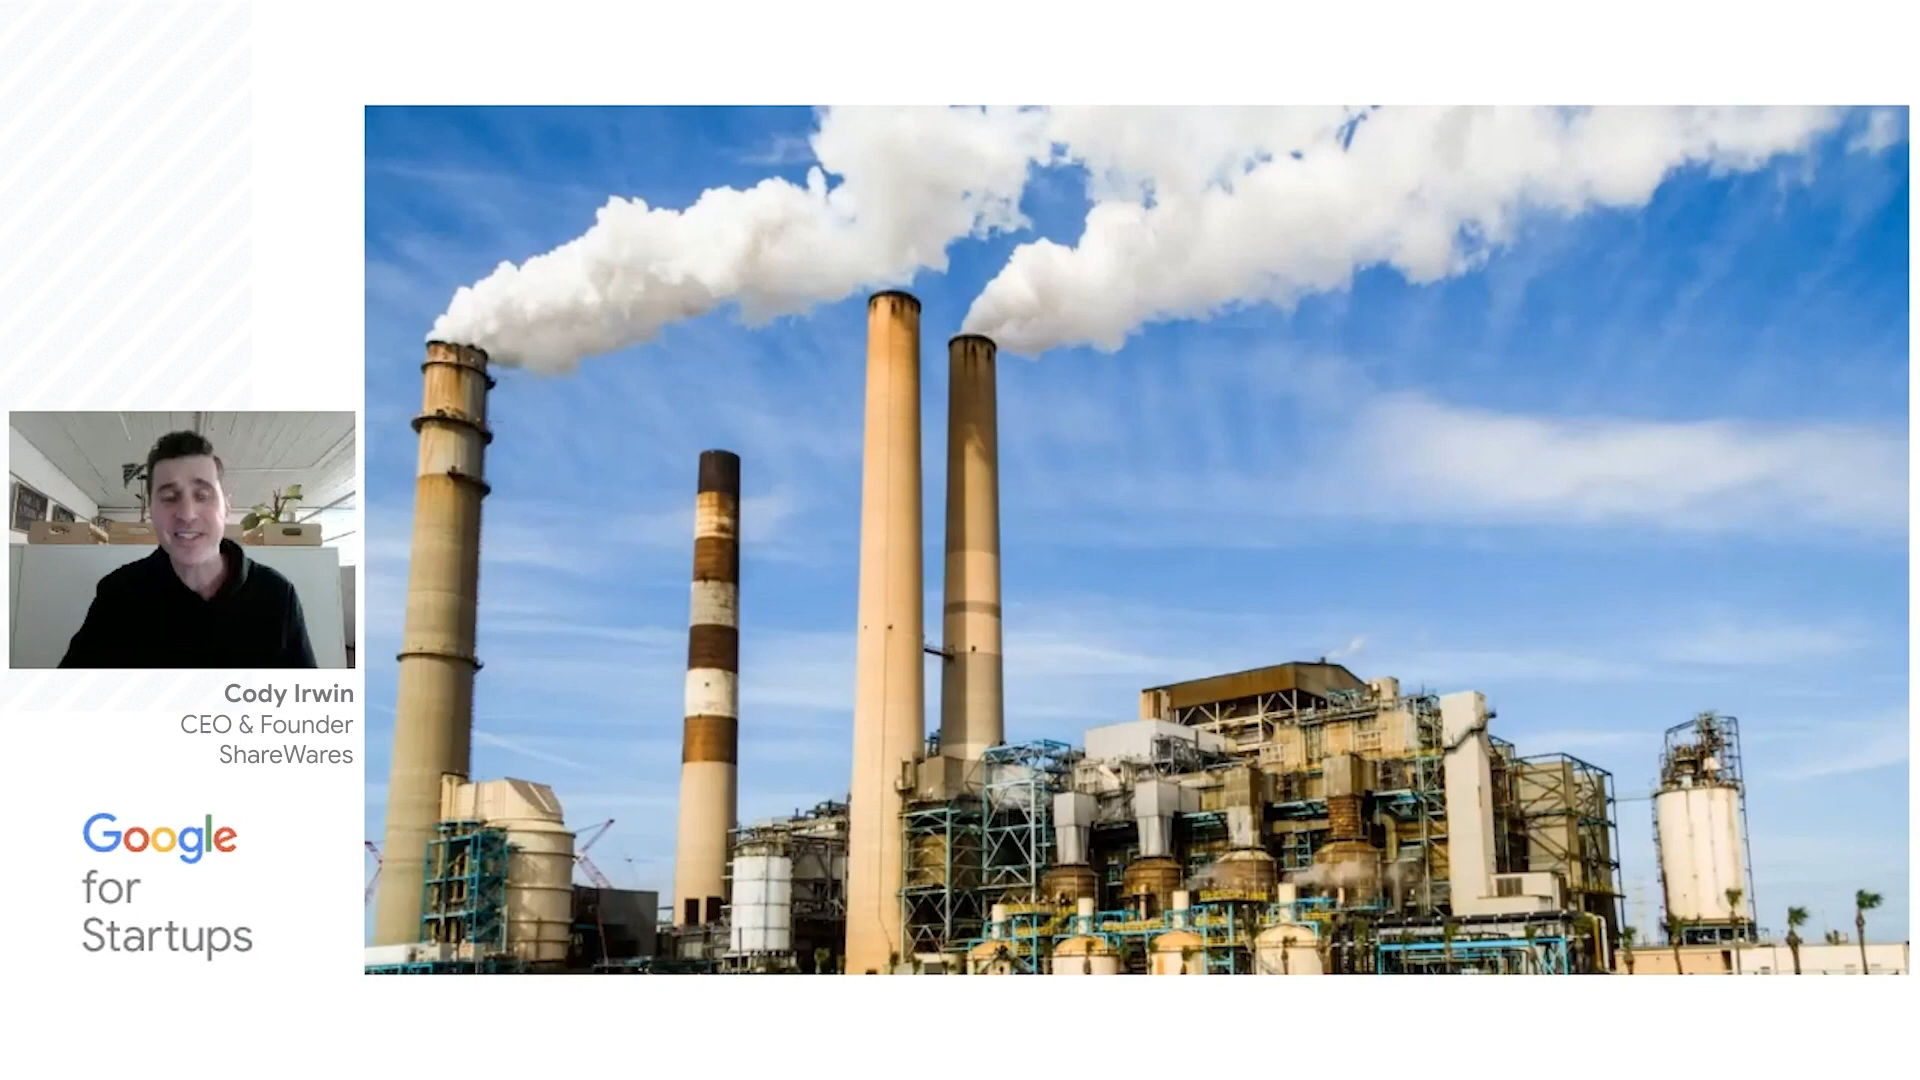 Cody Irwin
CEO & Founder
ShareWares
Google
for
Startups